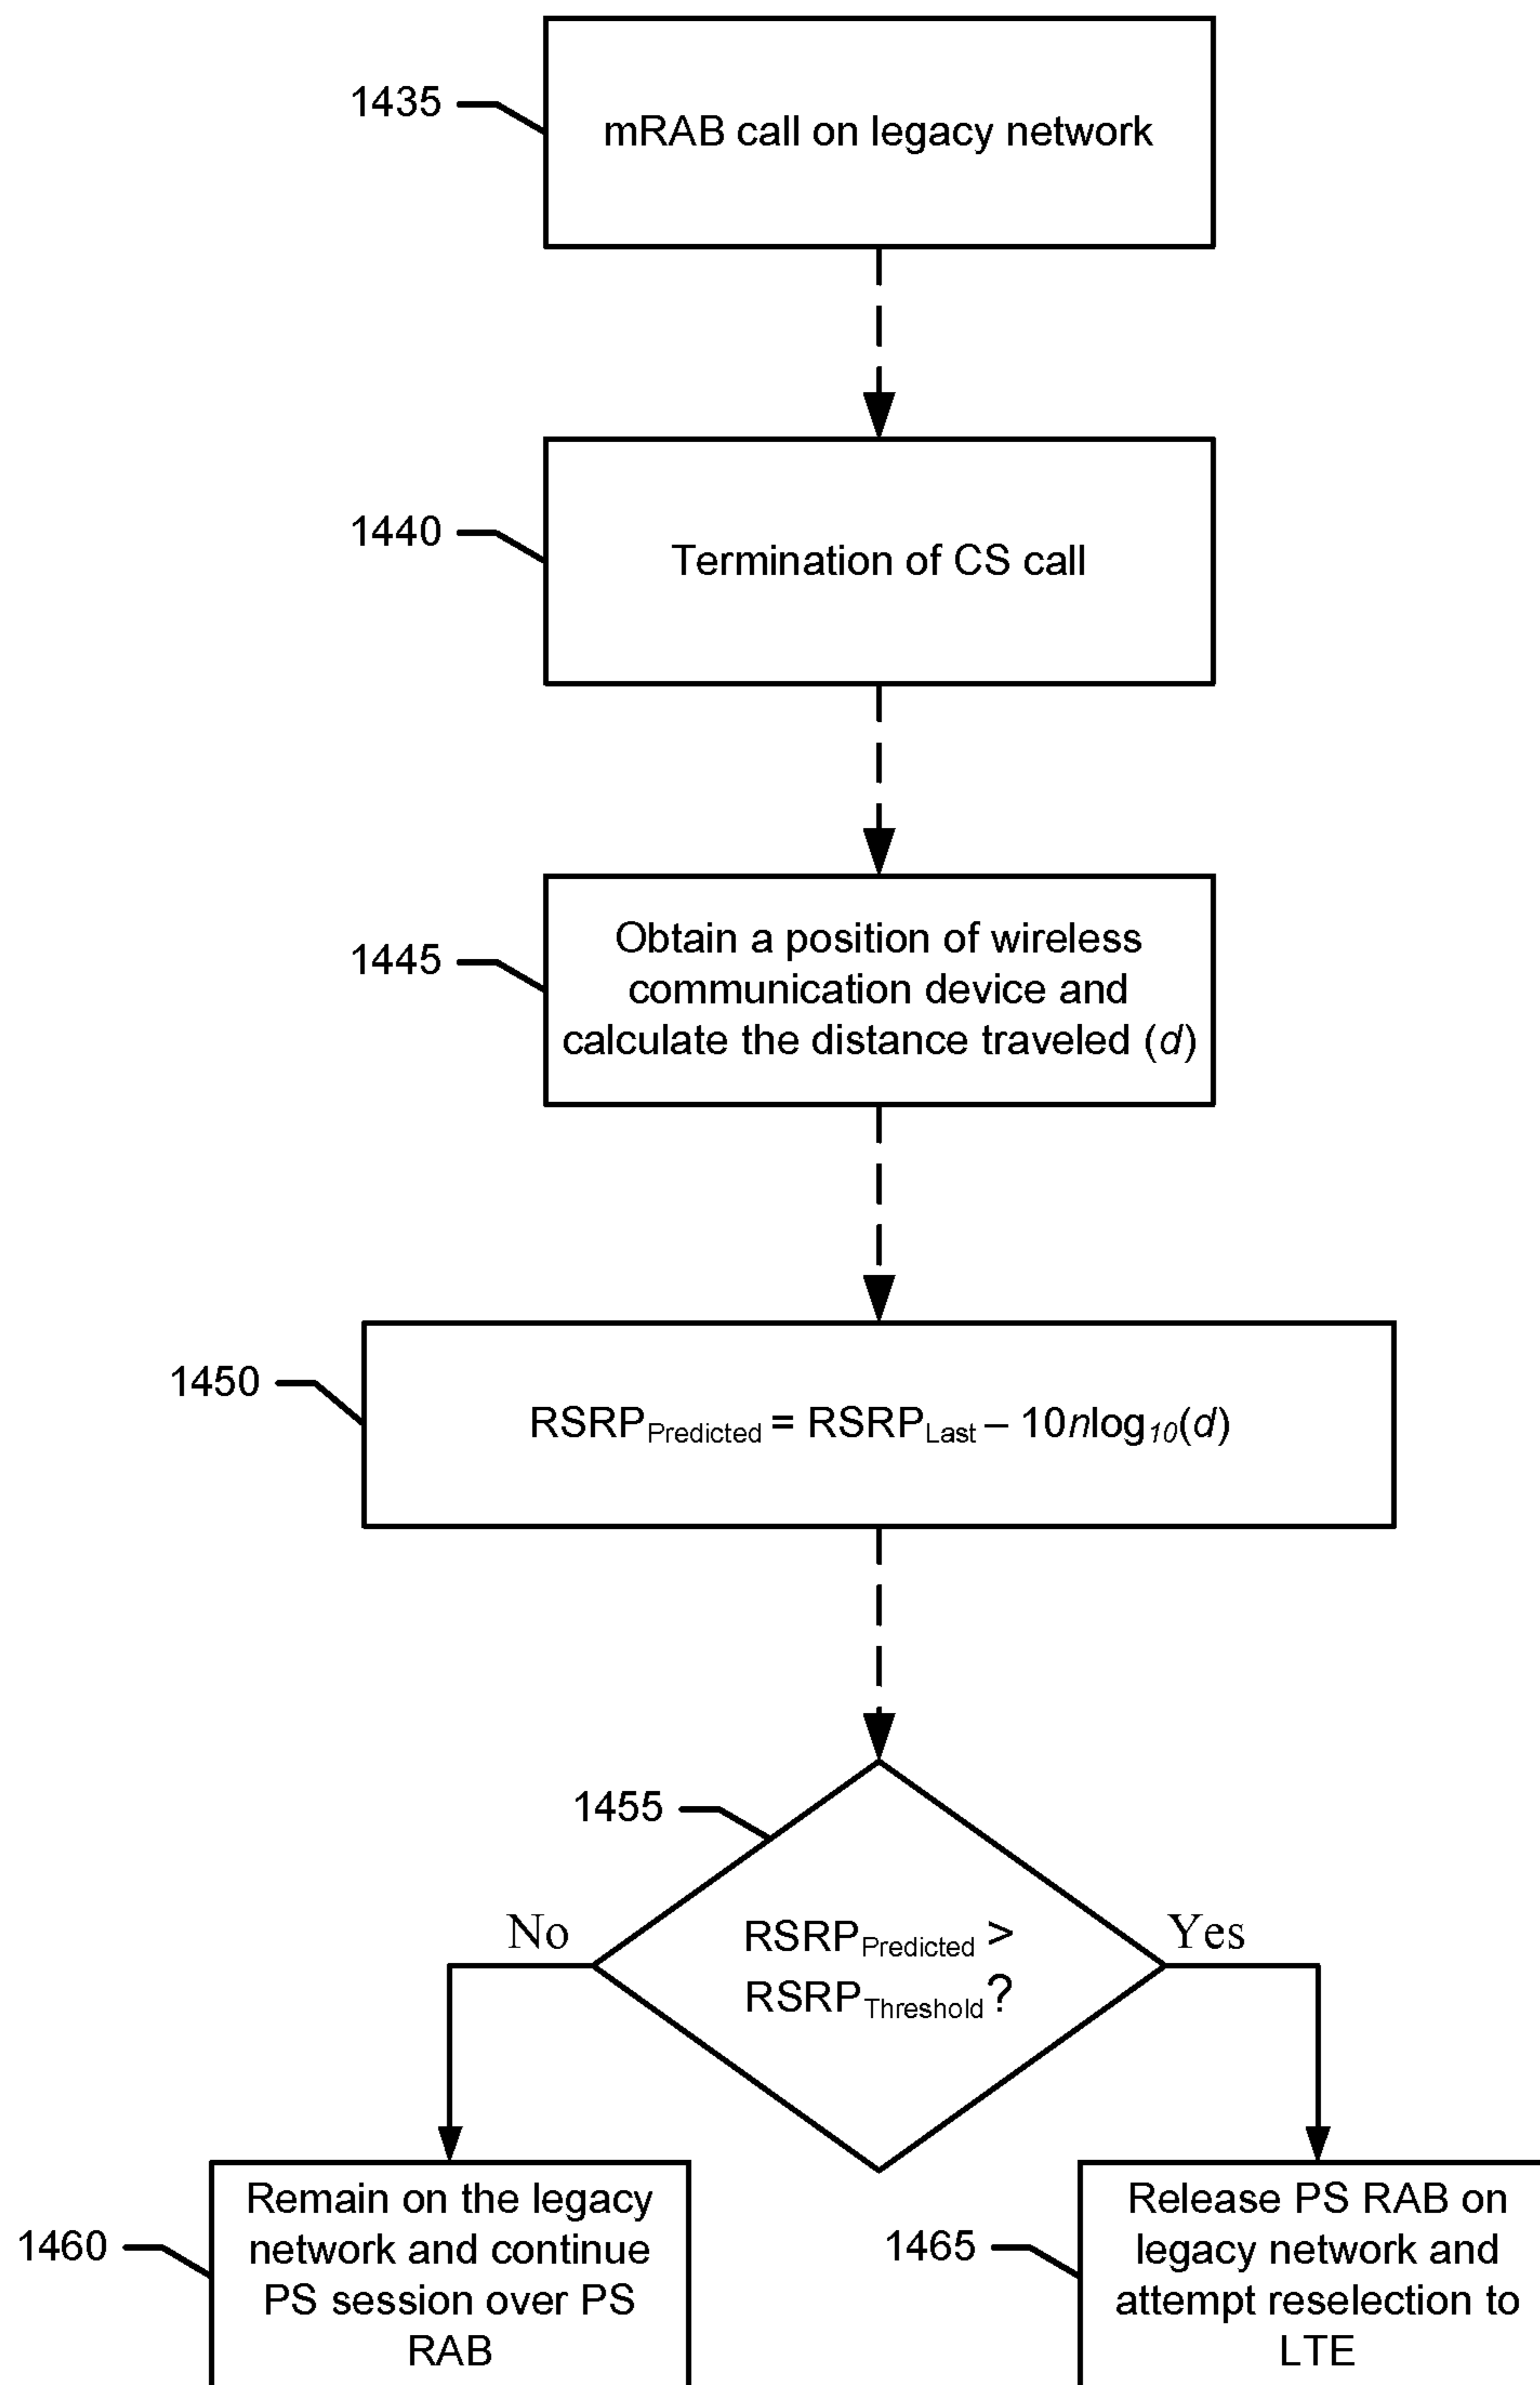 1435
mRAB call on legacy network
1440
Termination of CS call
1445
Obtain a position of wireless
communication device and
calculate the distance traveled (d)
1450
RSRPPredicted = RSRPLast – 10nlog10(d)
1455
No
Yes
RSRPPredicted >
RSRPThreshold?
1460
Remain on the legacy
network and continue
PS session over PS
RAB
1465
Release PS RAB on
legacy network and
attempt reselection to
LTE